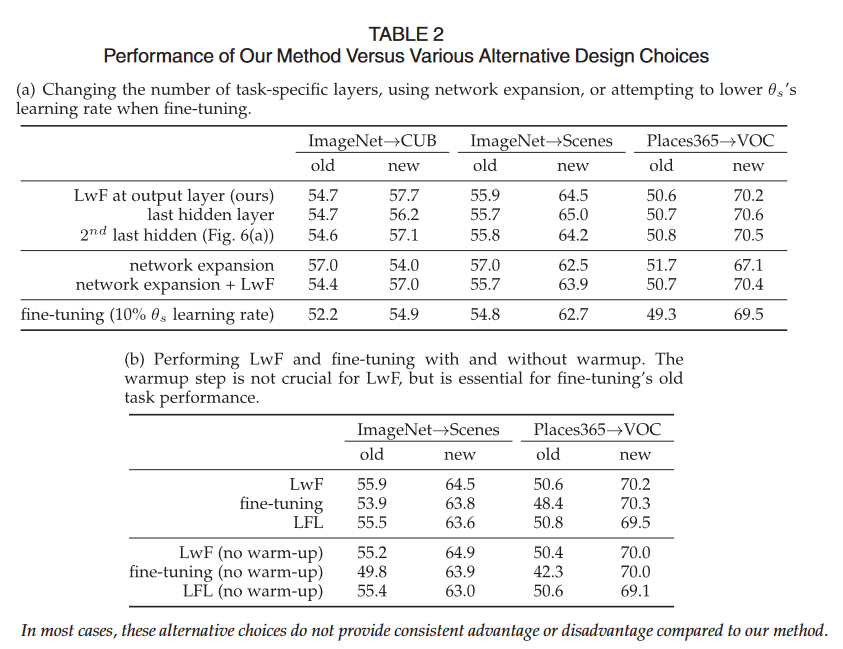 TABLE 2
Performance of Our Method Versus Various Alternative Design Choices
(a) Changing the number of task-specific layers, using network expansion, or attempting to lower θₛ's
learning rate when fine-tuning.
ImageNet→CUB ImageNet→Scenes Places365→VOC
old new old new old new
LwF at output layer (ours) 54.7 57.7 55.9 64.5 50.6 70.2
last hidden layer 54.7 56.2 55.7 65.0 50.7 70.6
2ⁿᵈ last hidden (Fig. 6(a)) 54.6 57.1 55.8 64.2 50.8 70.5
network expansion 57.0 54.0 57.0 62.5 51.7 67.1
network expansion + LwF 54.4 57.0 55.7 63.9 50.7 70.4
fine-tuning (10% θₛ learning rate) 52.2 54.9 54.8 62.7 49.3 69.5
(b) Performing LwF and fine-tuning with and without warmup. The
warmup step is not crucial for LwF, but is essential for fine-tuning's old
task performance.
ImageNet→Scenes Places365→VOC
old new old new
LwF 55.9 64.5 50.6 70.2
fine-tuning 53.9 63.8 48.4 70.3
LFL 55.5 63.6 50.8 69.5
LwF (no warm-up) 55.2 64.9 50.4 70.0
fine-tuning (no warm-up) 49.8 63.9 42.3 70.0
LFL (no warm-up) 55.4 63.0 50.6 69.1
In most cases, these alternative choices do not provide consistent advantage or disadvantage compared to our method.